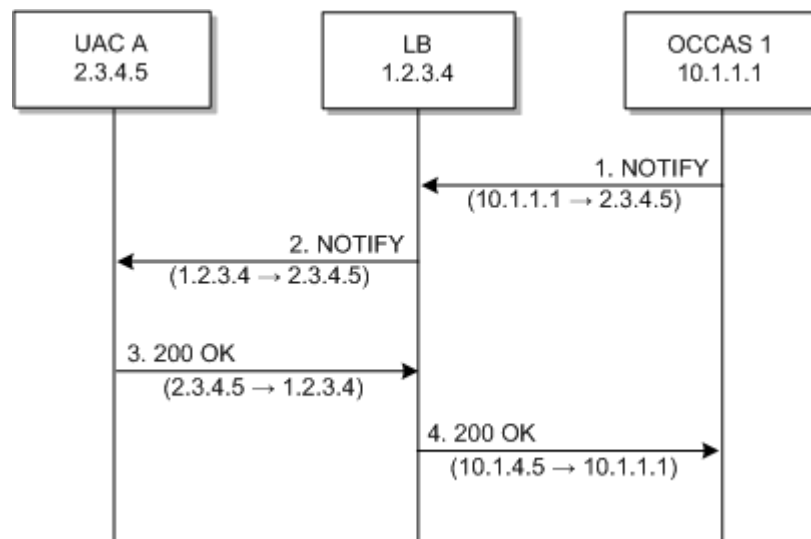 UAC A
2.3.4.5
LB
1.2.3.4
OCCAS 1
10.1.1.1
1. NOTIFY
(10.1.1.1 → 2.3.4.5)
2. NOTIFY
(1.2.3.4 → 2.3.4.5)
3. 200 OK
(2.3.4.5 → 1.2.3.4)
4. 200 OK
(10.1.4.5 → 10.1.1.1)